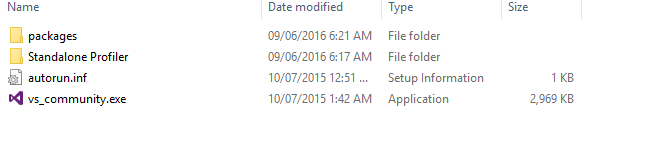 Name Date modified Type Size
packages 09/06/2016 6:21 AM File folder
Standalone Profiler 09/06/2016 6:17 AM File folder
autorun.inf 10/07/2015 12:51 ... Setup Information 1 KB
vs_community.exe 10/07/2015 1:42 AM Application 2,969 KB